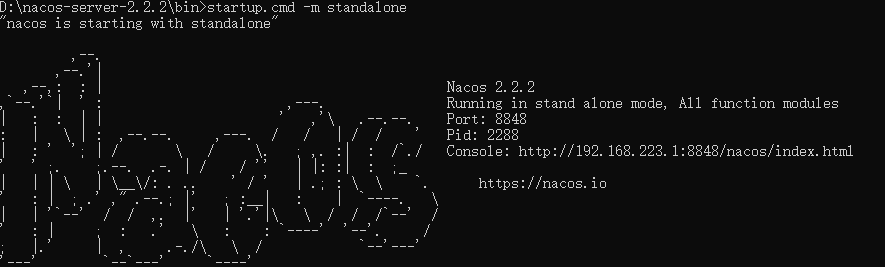 D:\nacos-server-2.2.2\bin>startup.cmd -m standalone
"nacos is starting with standalone"
Nacos 2.2.2
Running in stand alone mode, All function modules
Port: 8848
Pid: 2288
Console: http://192.168.223.1:8848/nacos/index.html
https://nacos.io